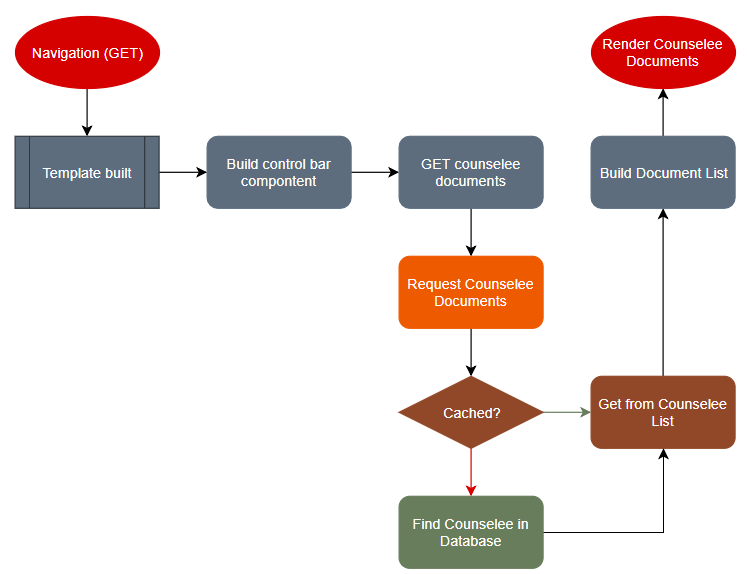 Navigation (GET)
Render Counselee
Documents
Template built
Build control bar
compontent
GET counselee
documents
Build Document List
Request Counselee
Documents
Cached?
Get from Counselee
List
Find Counselee in
Database